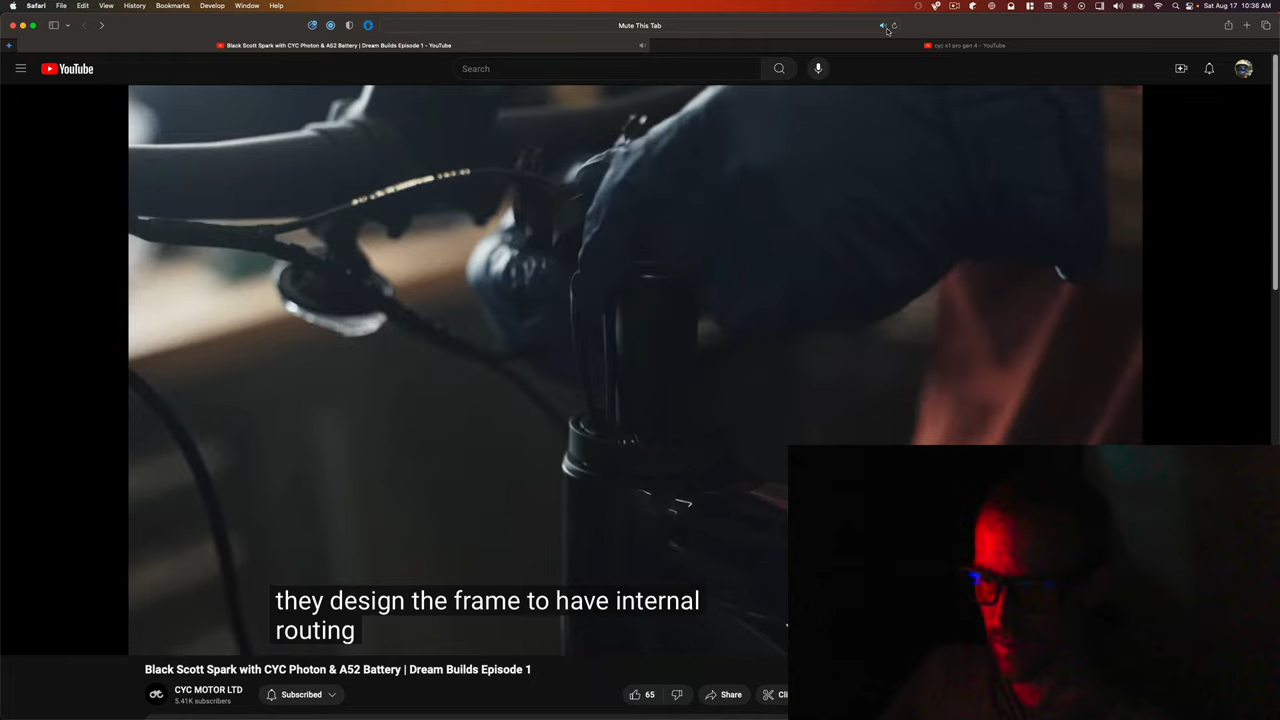 Safari File Edit View History Bookmarks Develop Window Help
Sat Aug 17 10:36 AM
Mute This Tab
Black Scott Spark with CYC Photon & A52 Battery | Dream Builds Episode 1 - YouTube
cyc x1 pro gen 4 - YouTube
YouTube
Search
they design the frame to have internal
routing
Black Scott Spark with CYC Photon & A52 Battery | Dream Builds Episode 1
CYC MOTOR LTD
5.41K subscribers
Subscribed
65
Share
Cli